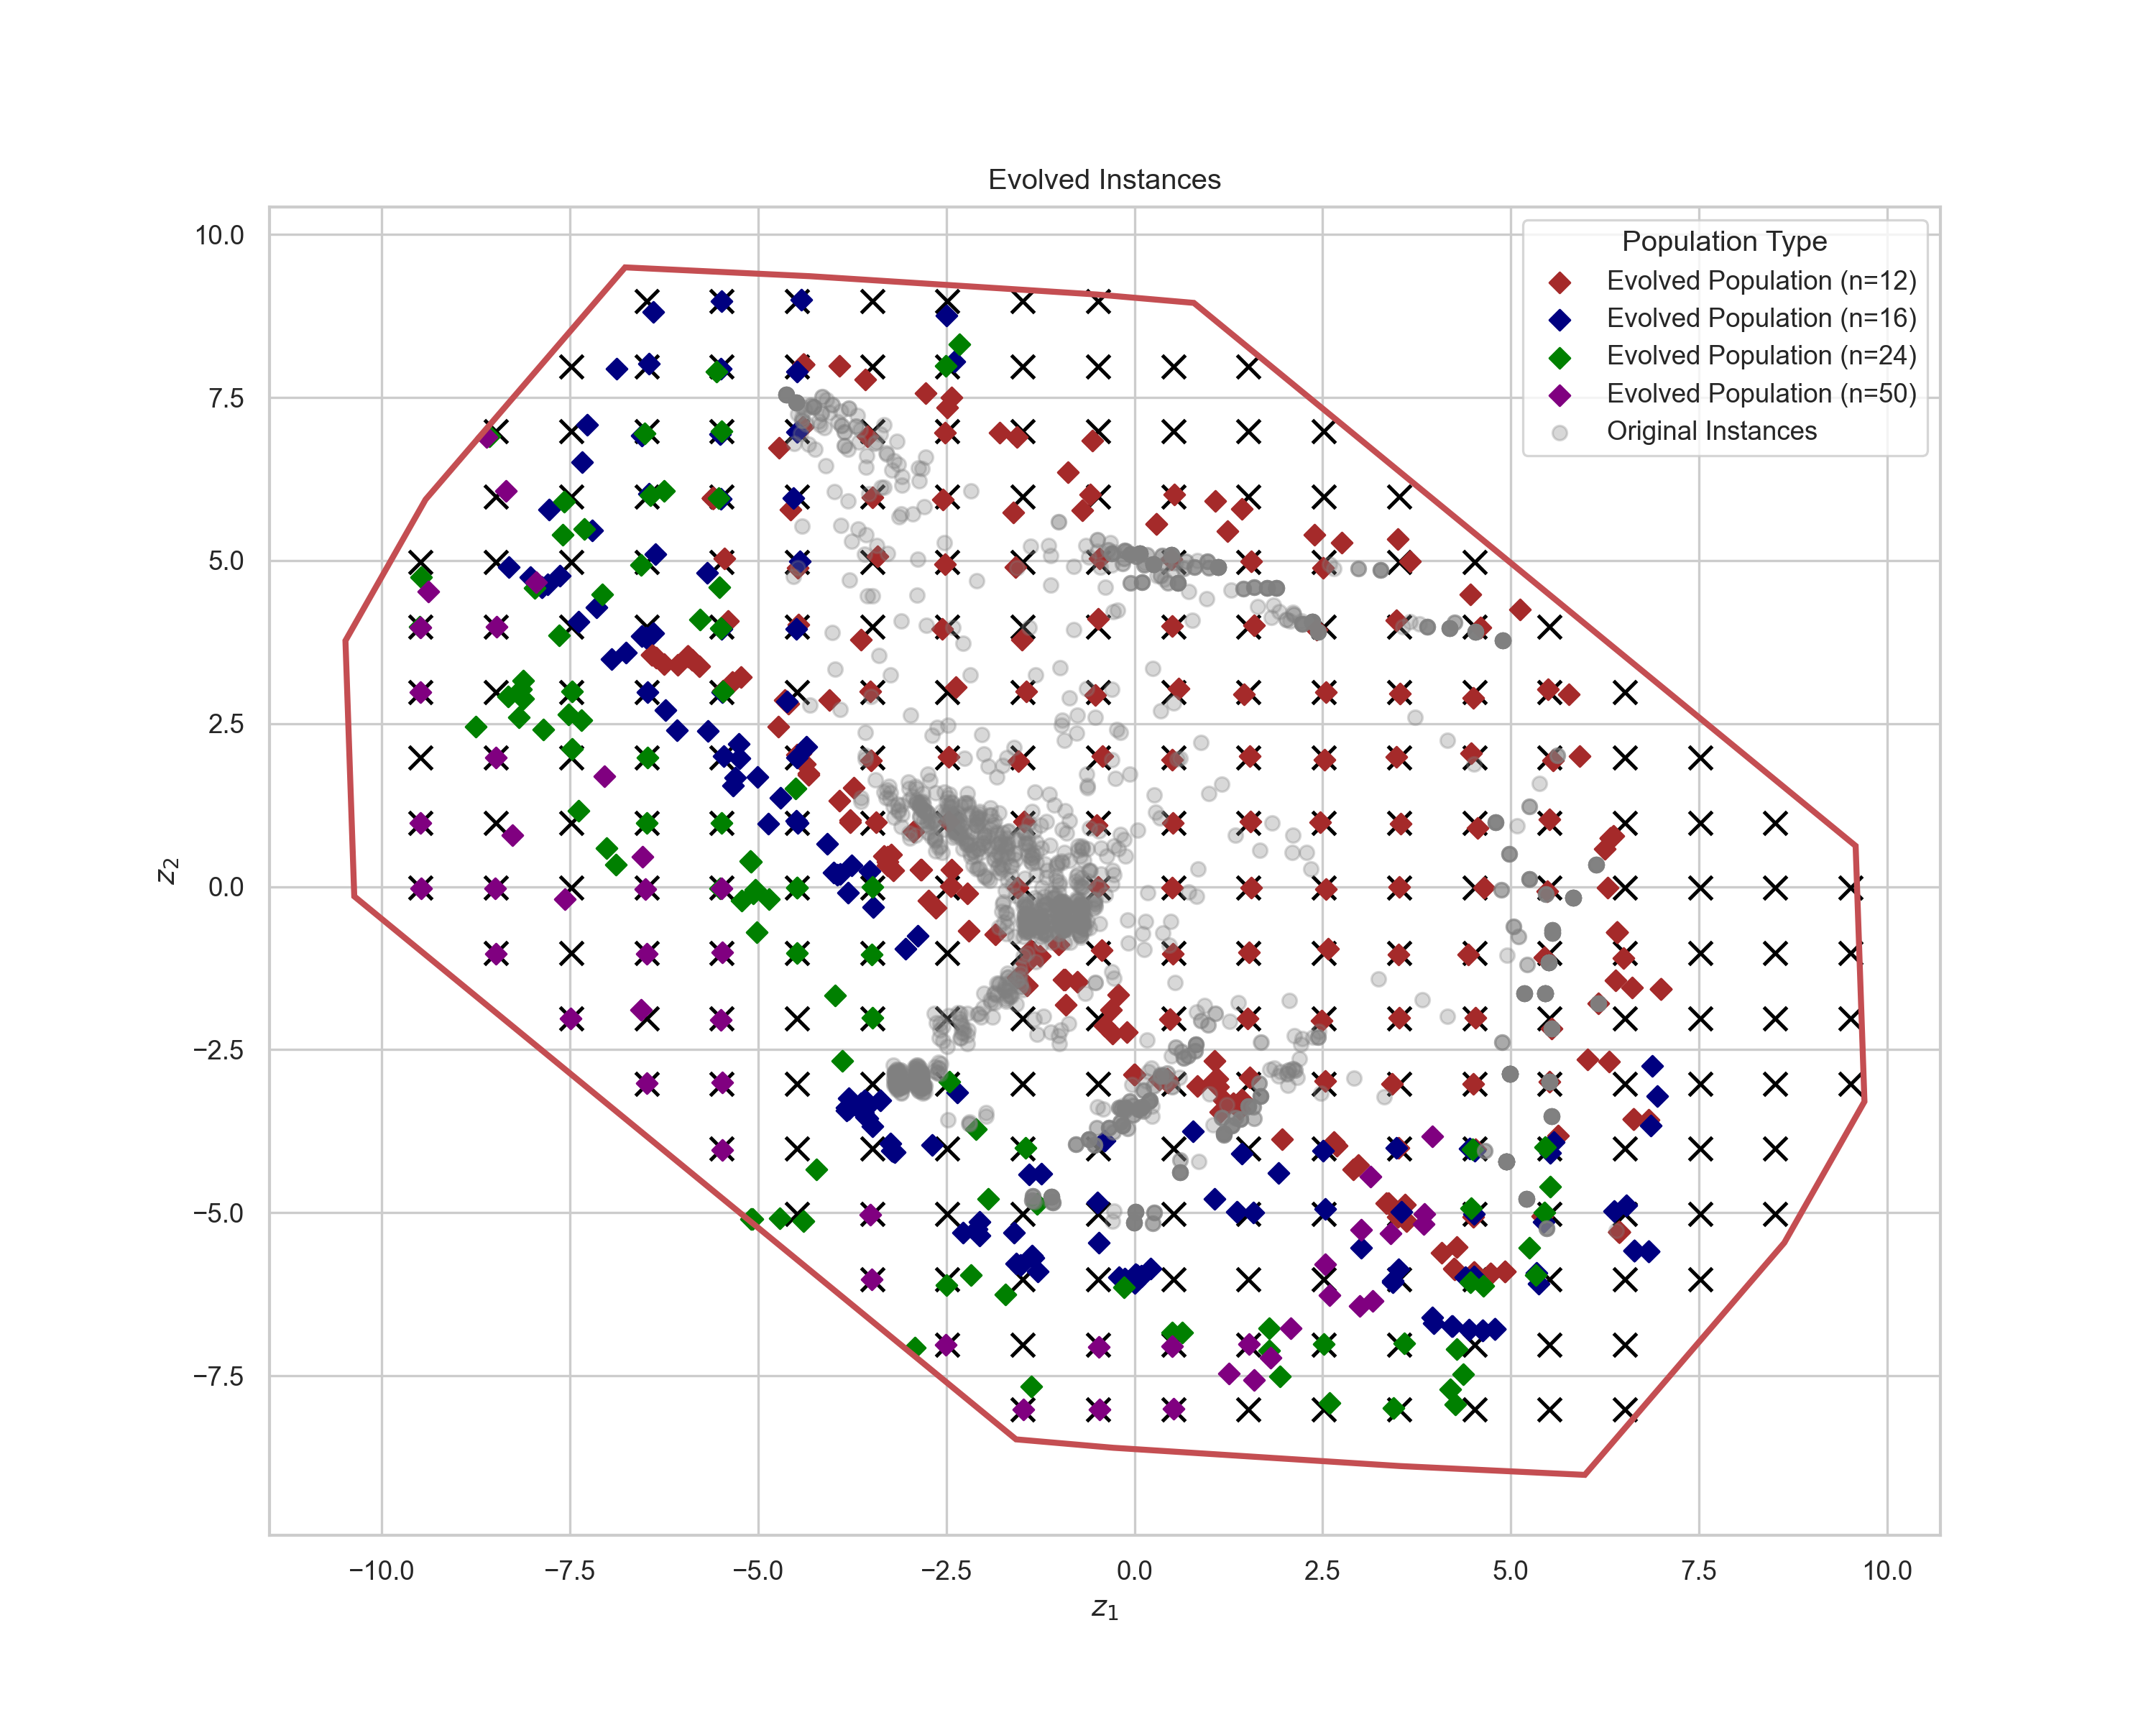 Evolved Instances
Population Type
Evolved Population (n=12)
Evolved Population (n=16)
Evolved Population (n=24)
Evolved Population (n=50)
Original Instances
10.0
7.5
5.0
2.5
0.0
−2.5
−5.0
−7.5
z₂
−10.0 −7.5 −5.0 −2.5 0.0 2.5 5.0 7.5 10.0
z₁